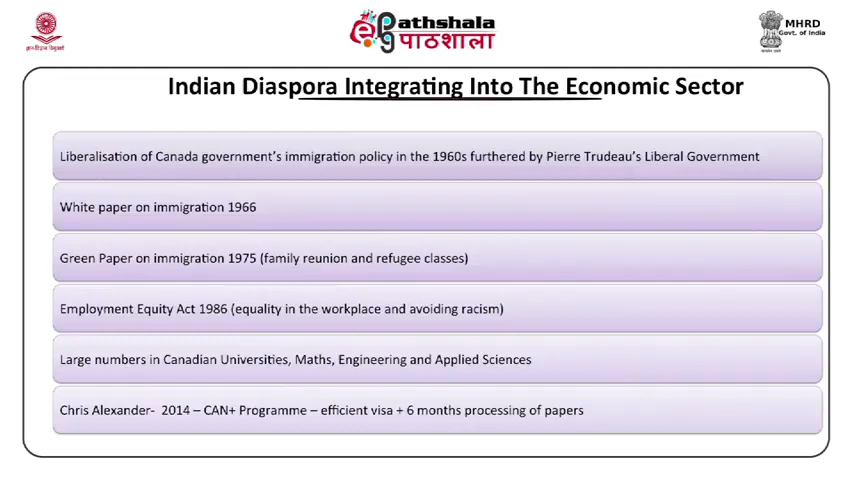 Pathshala
पाठशाला
MHRD
Govt. of India
Indian Diaspora Integrating Into The Economic Sector
Liberalisation of Canada government's immigration policy in the 1960s furthered by Pierre Trudeau's Liberal Government
White paper on immigration 1966
Green Paper on immigration 1975 (family reunion and refugee classes)
Employment Equity Act 1986 (equality in the workplace and avoiding racism)
Large numbers in Canadian Universities, Maths, Engineering and Applied Sciences
Chris Alexander-  2014 – CAN+ Programme – efficient visa + 6 months processing of papers